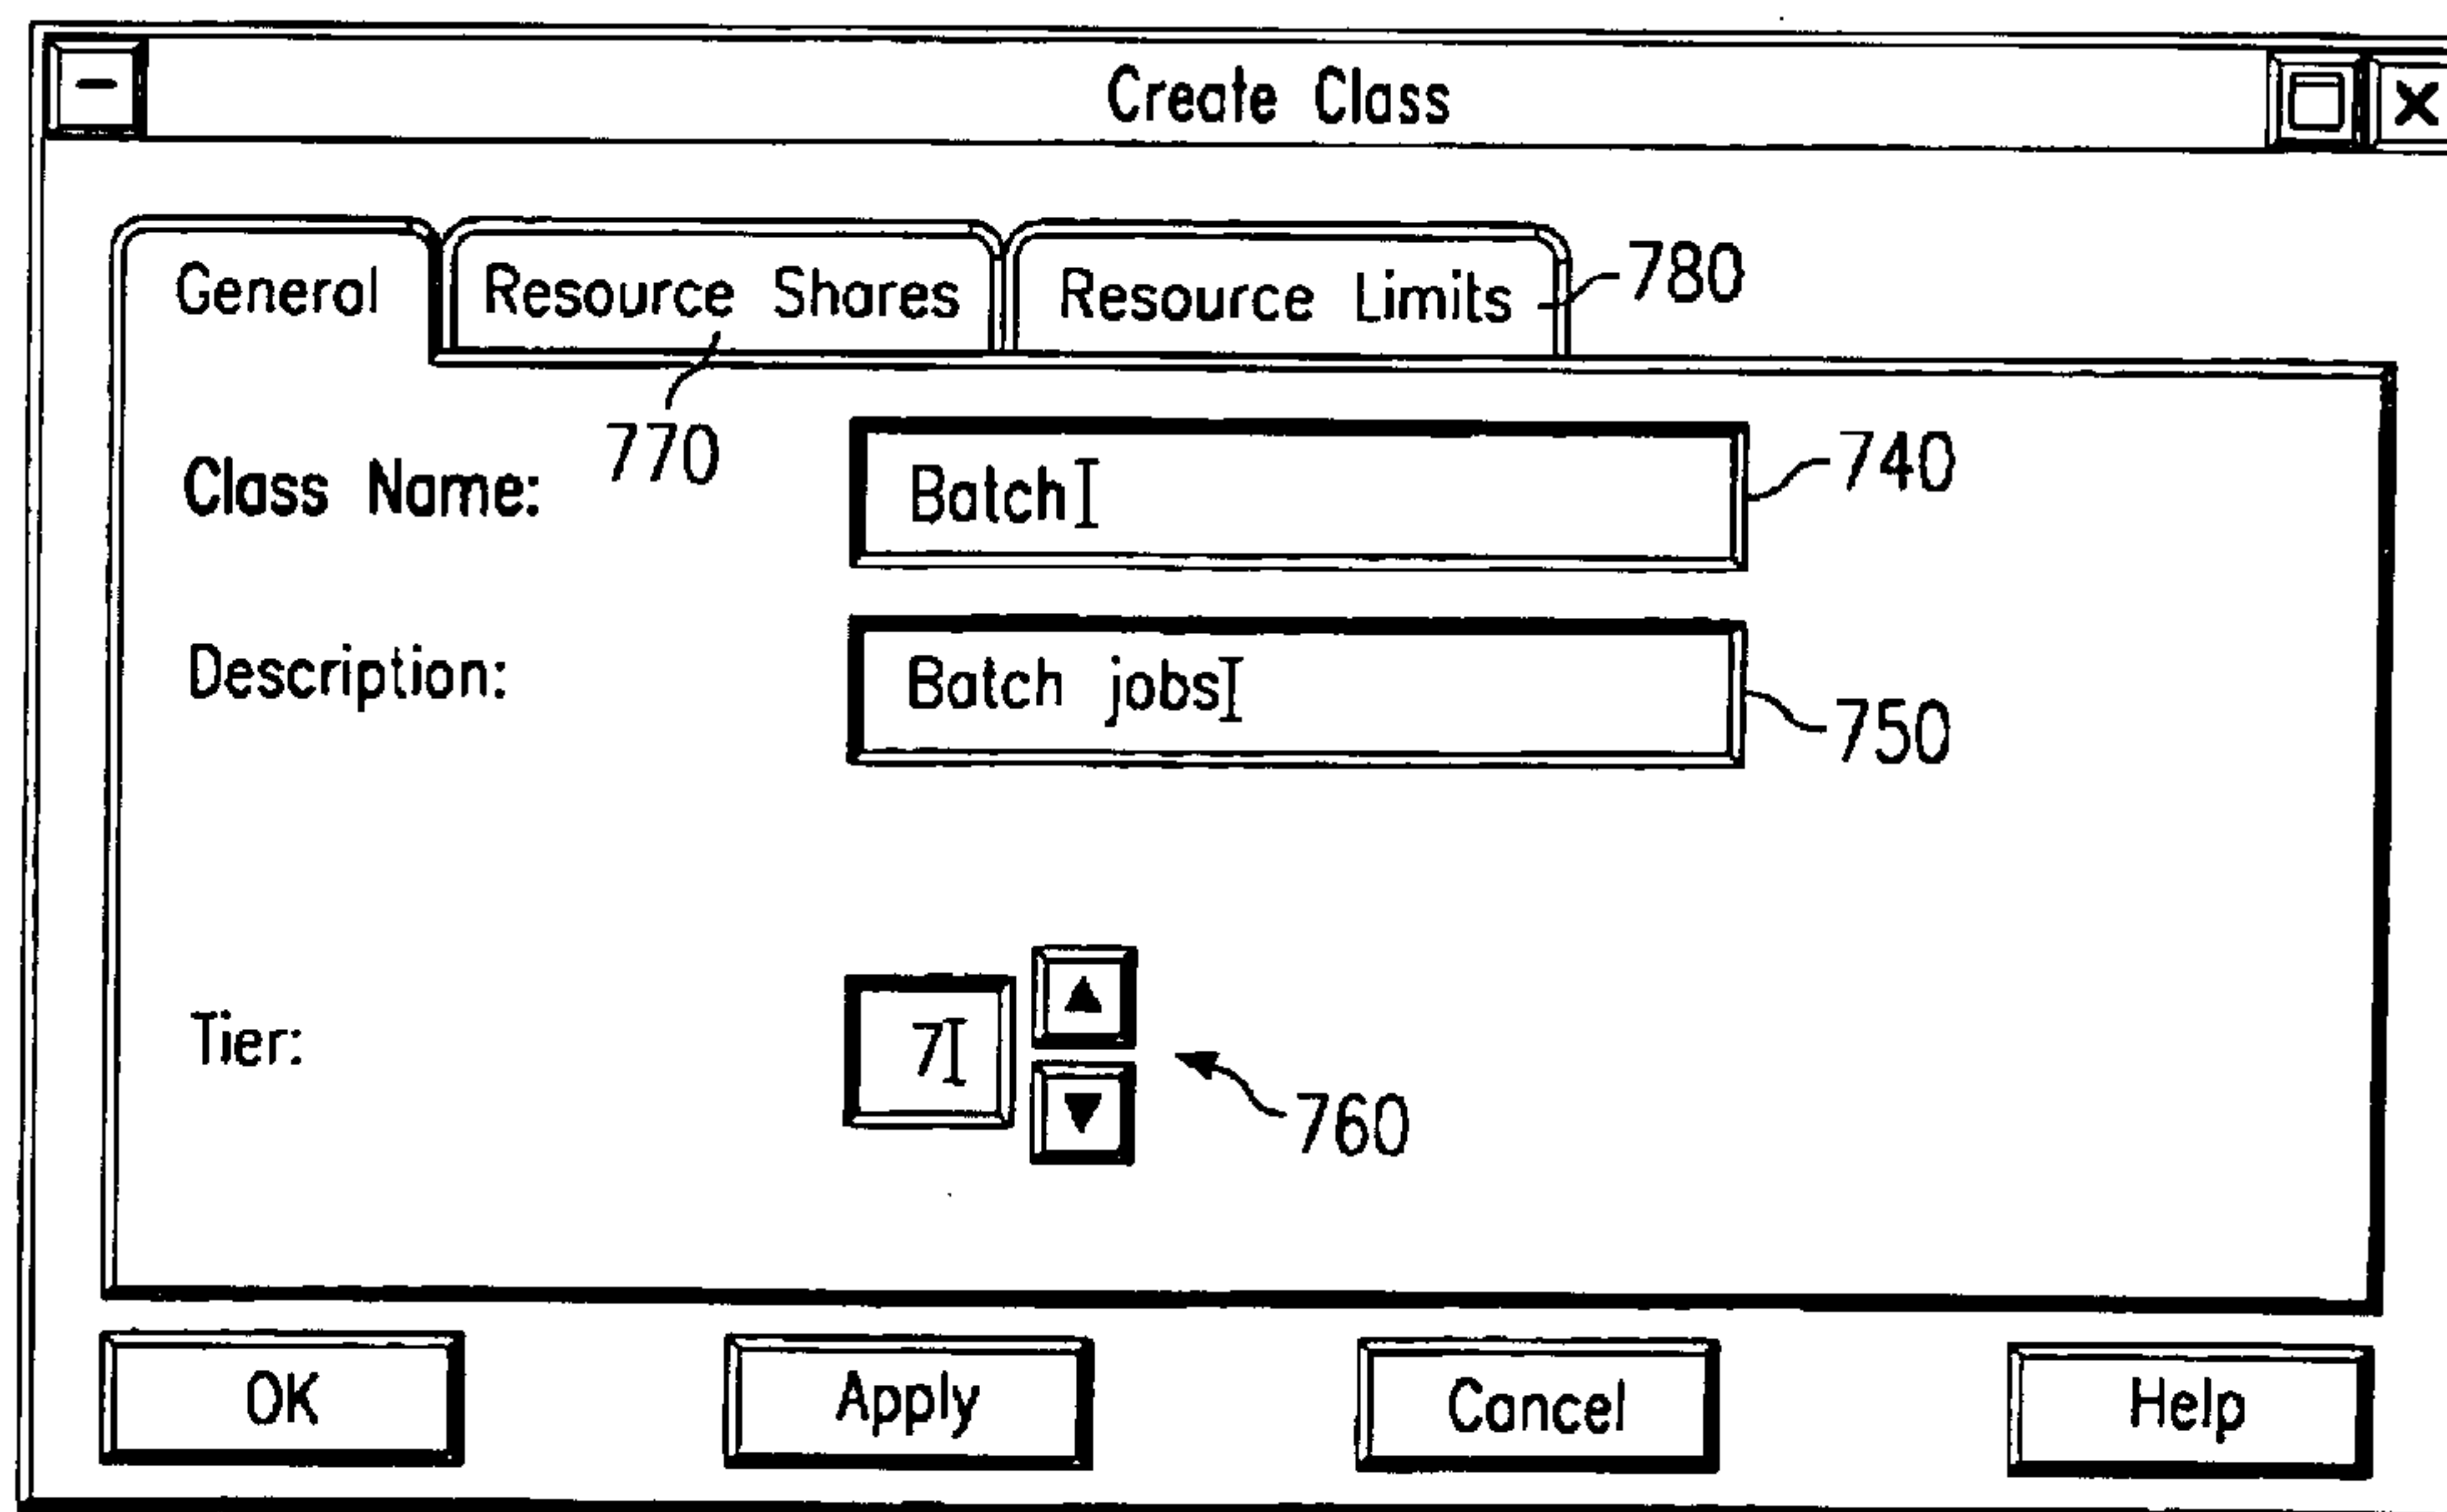 Create Class
General Resource Shares Resource Limits 780
770
Class Name: Batch 740
Description: Batch jobs 750
Tier: 7 760
OK Apply Cancel Help